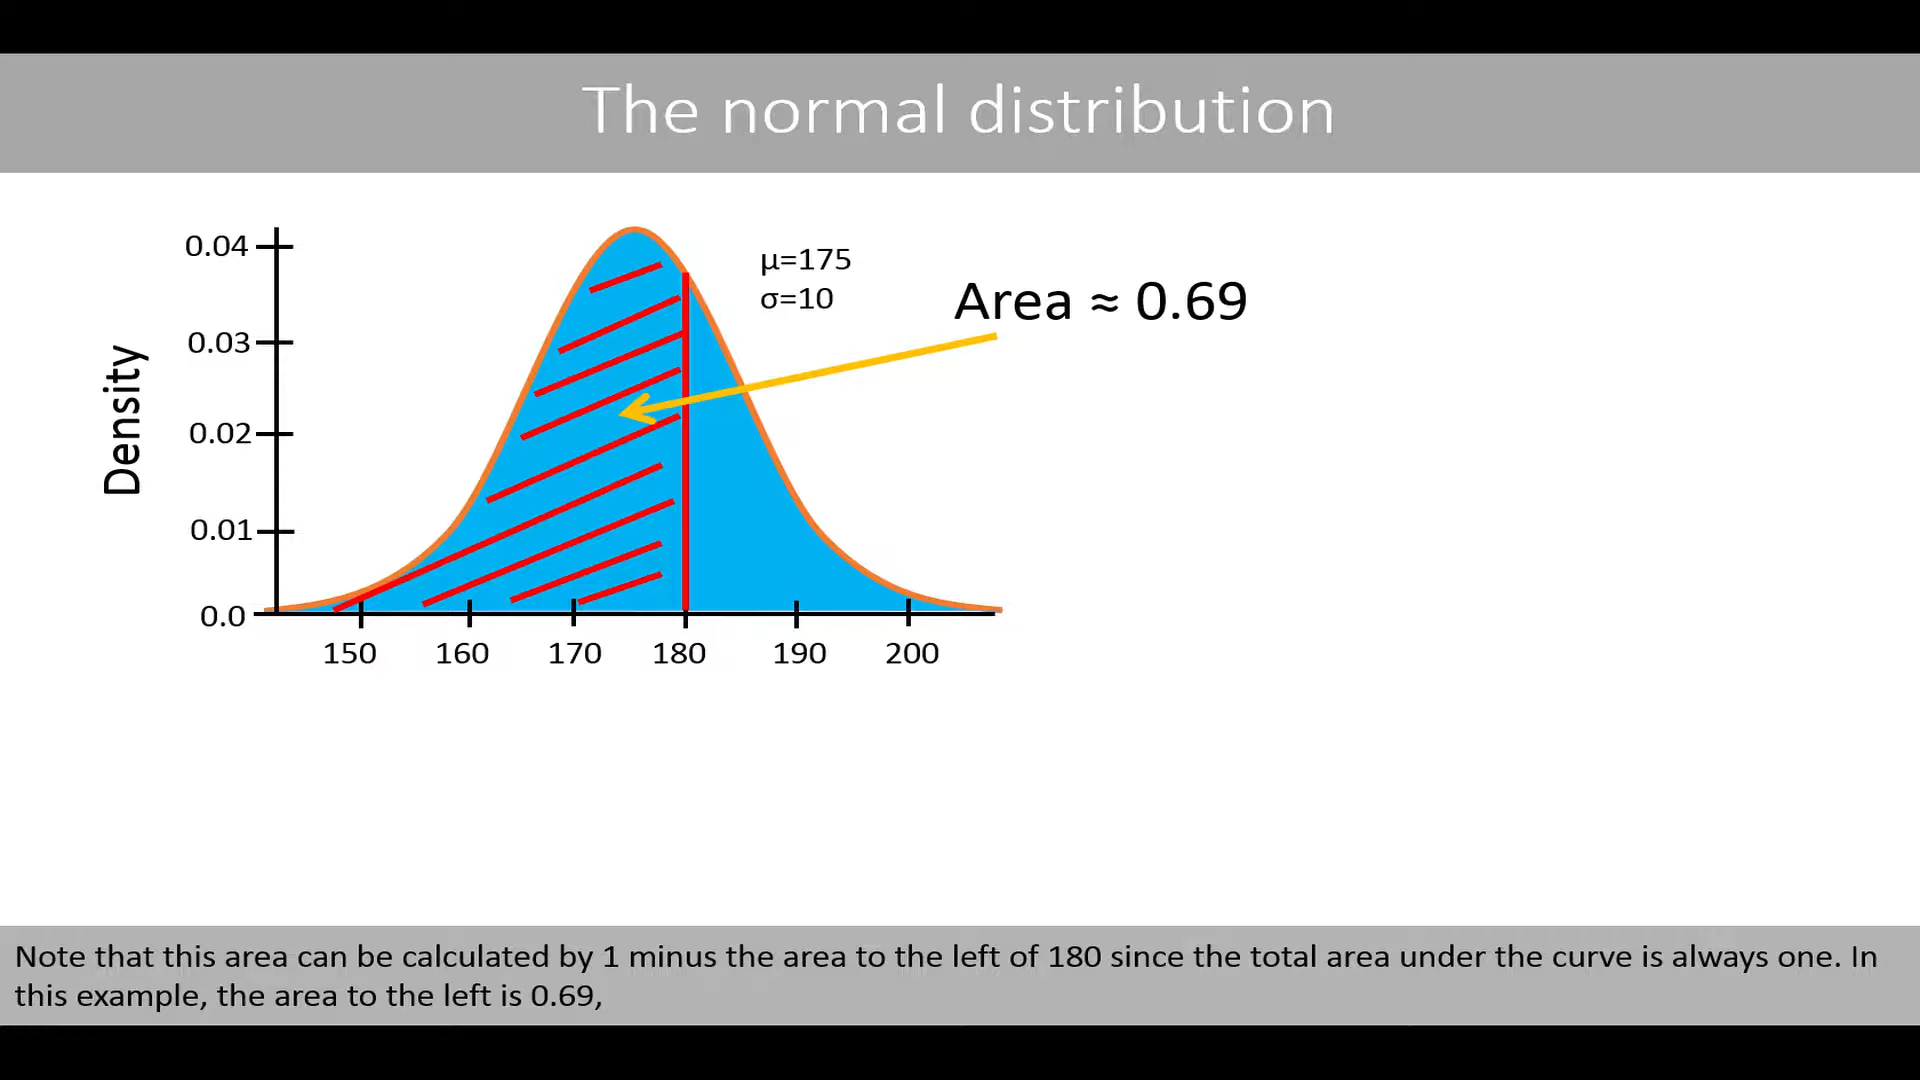 The normal distribution
0.04
0.03
0.02
0.01
0.0
Density
150 160 170 180 190 200
μ=175
σ=10
Area ≈ 0.69
Note that this area can be calculated by 1 minus the area to the left of 180 since the total area under the curve is always one. In
this example, the area to the left is 0.69,